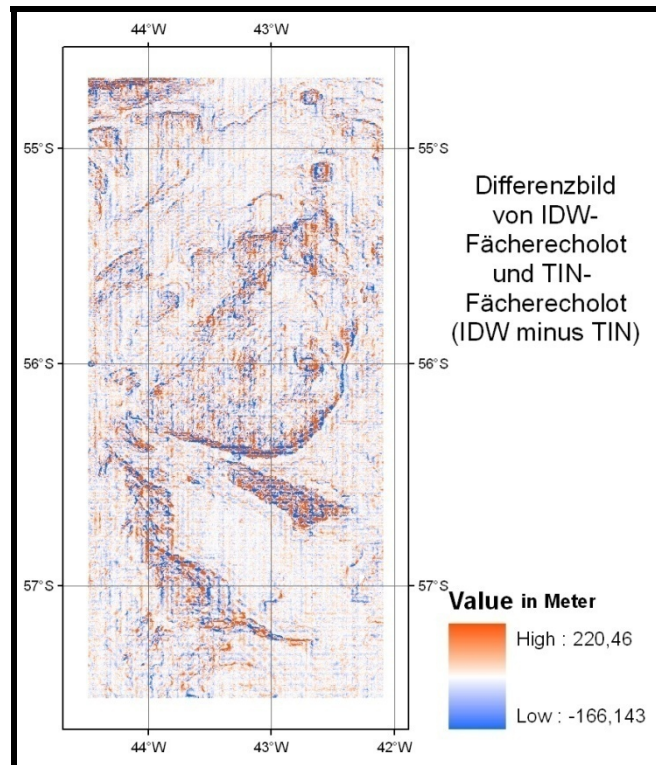 44°W 43°W
55°S 55°S
Differenzbild
von IDW-
Fächerecholot
und TIN-
Fächerecholot
(IDW minus TIN)
56°S 56°S
57°S 57°S
Value in Meter
High : 220,46
Low : -166,143
44°W 43°W 42°W